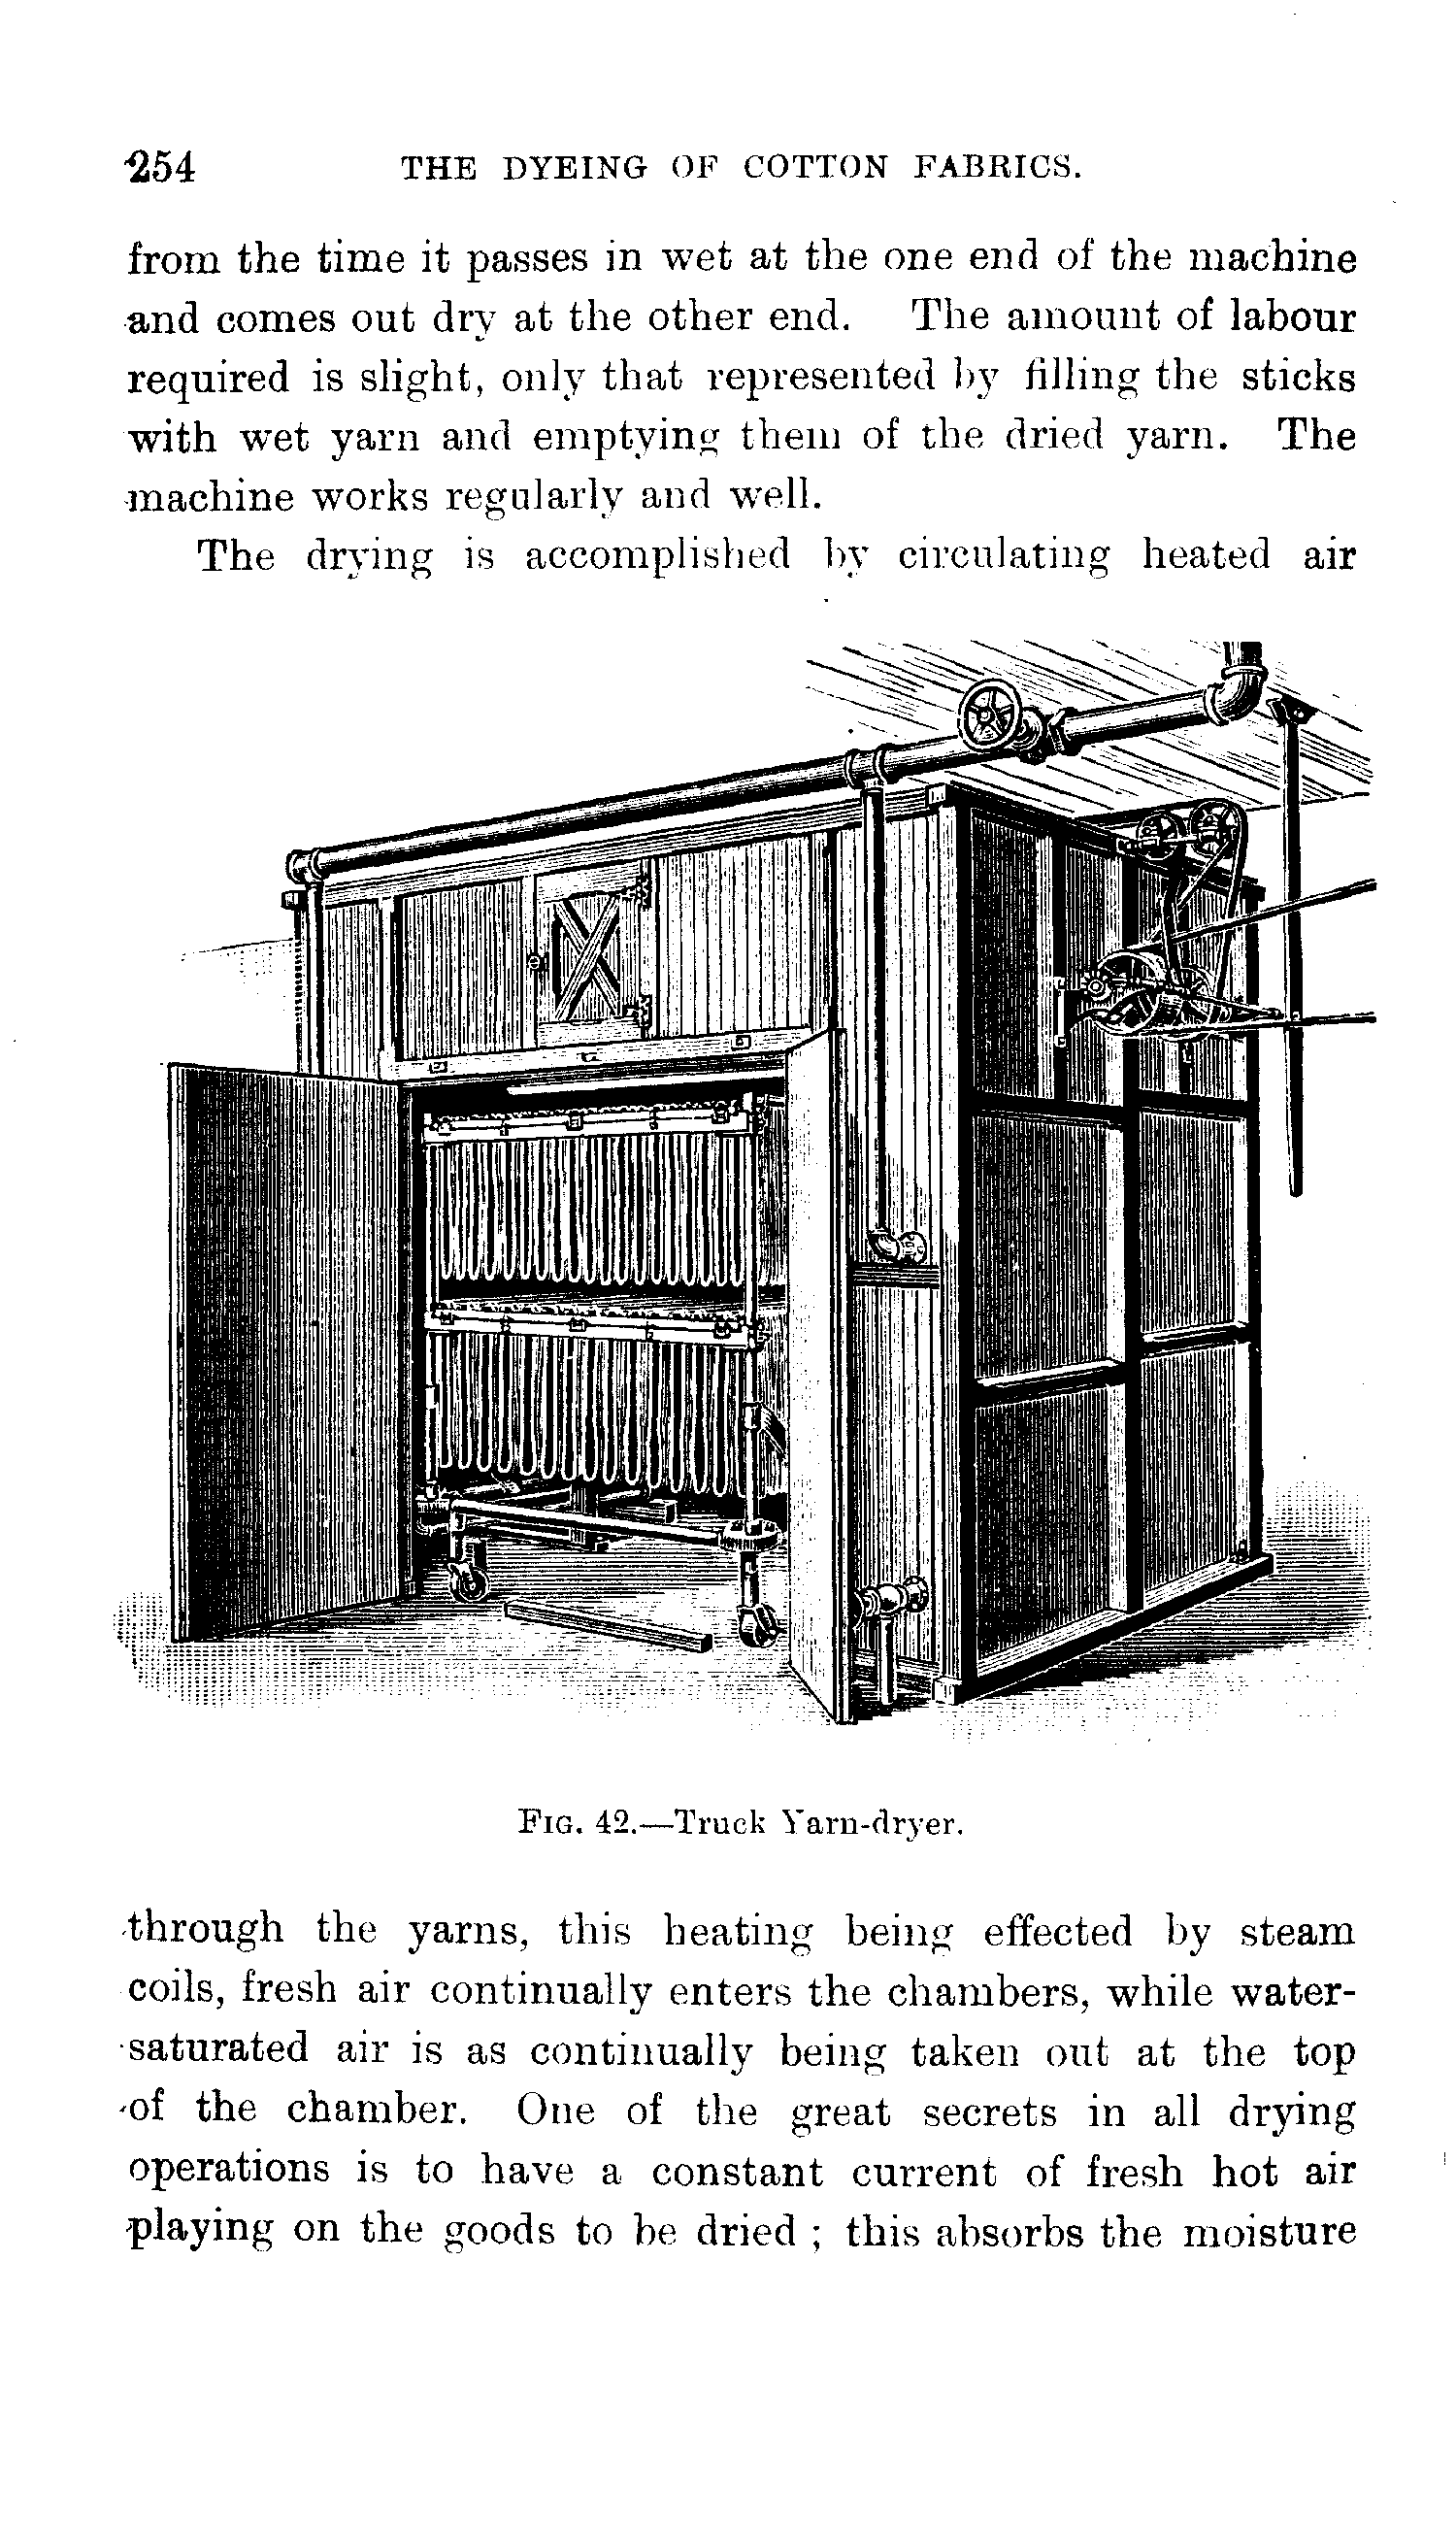 254 THE DYEING OF COTTON FABRICS.
from the time it passes in wet at the one end of the machine
and comes out dry at the other end. The amount of labour
required is slight, only that represented by filling the sticks
with wet yarn and emptying them of the dried yarn. The
machine works regularly and well.
The drying is accomplished by circulating heated air
FIG. 42.—Truck Yarn-dryer.
through the yarns, this heating being effected by steam
coils, fresh air continually enters the chambers, while water-
saturated air is as continually being taken out at the top
of the chamber. One of the great secrets in all drying
operations is to have a constant current of fresh hot air
playing on the goods to be dried ; this absorbs the moisture